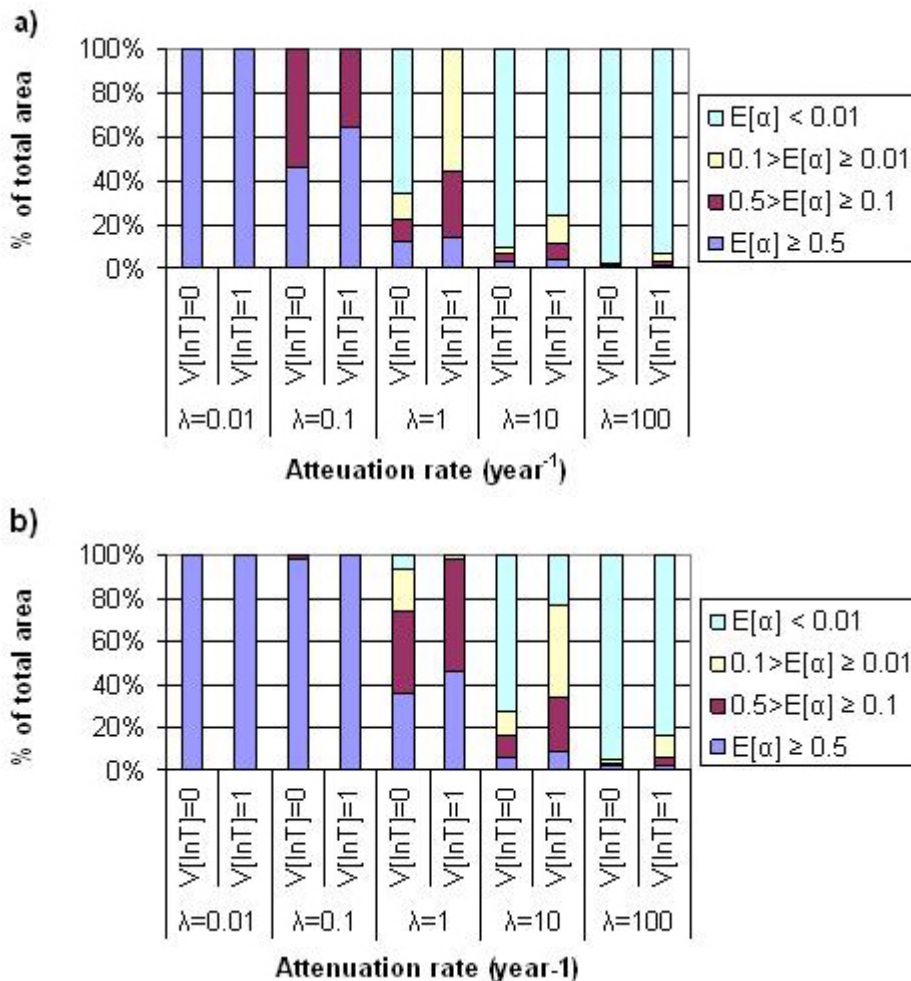 a)
% of total area
100%
80%
60%
40%
20%
0%
V[lnT]=0
V[lnT]=1
V[lnT]=0
V[lnT]=1
V[lnT]=0
V[lnT]=1
V[lnT]=0
V[lnT]=1
V[lnT]=0
V[lnT]=1
λ=0.01
λ=0.1
λ=1
λ=10
λ=100
Atteuation rate (year⁻¹)
E[α] < 0.01
0.1>E[α] ≥ 0.01
0.5>E[α] ≥ 0.1
E[α] ≥ 0.5
b)
% of total area
100%
80%
60%
40%
20%
0%
V[lnT]=0
V[lnT]=1
V[lnT]=0
V[lnT]=1
V[lnT]=0
V[lnT]=1
V[lnT]=0
V[lnT]=1
V[lnT]=0
V[lnT]=1
λ=0.01
λ=0.1
λ=1
λ=10
λ=100
Attenuation rate (year-1)
E[α] < 0.01
0.1>E[α] ≥ 0.01
0.5>E[α] ≥ 0.1
E[α] ≥ 0.5